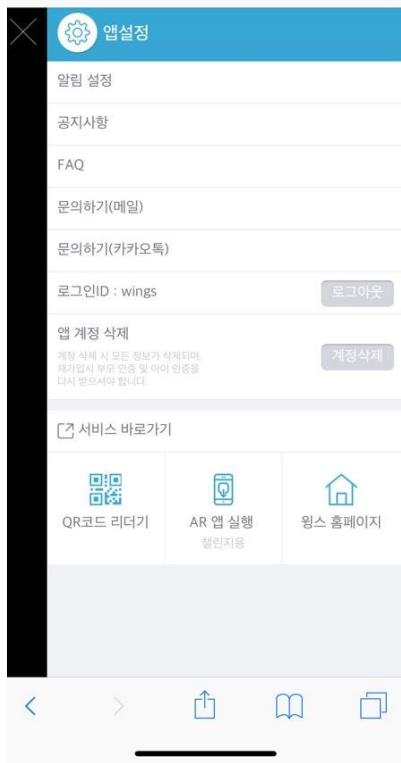 앱설정
알림 설정
공지사항
FAQ
문의하기(메일)
문의하기(카카오톡)
로그인ID : wings
로그아웃
앱 계정 삭제
계정 삭제 시 모든 정보가 삭제되며,
재가입시 부모 인증 및 아이 인증을
다시 받으셔야 합니다.
계정삭제
서비스 바로가기
QR코드 리더기
AR 앱 실행
챌린지용
윙스 홈페이지